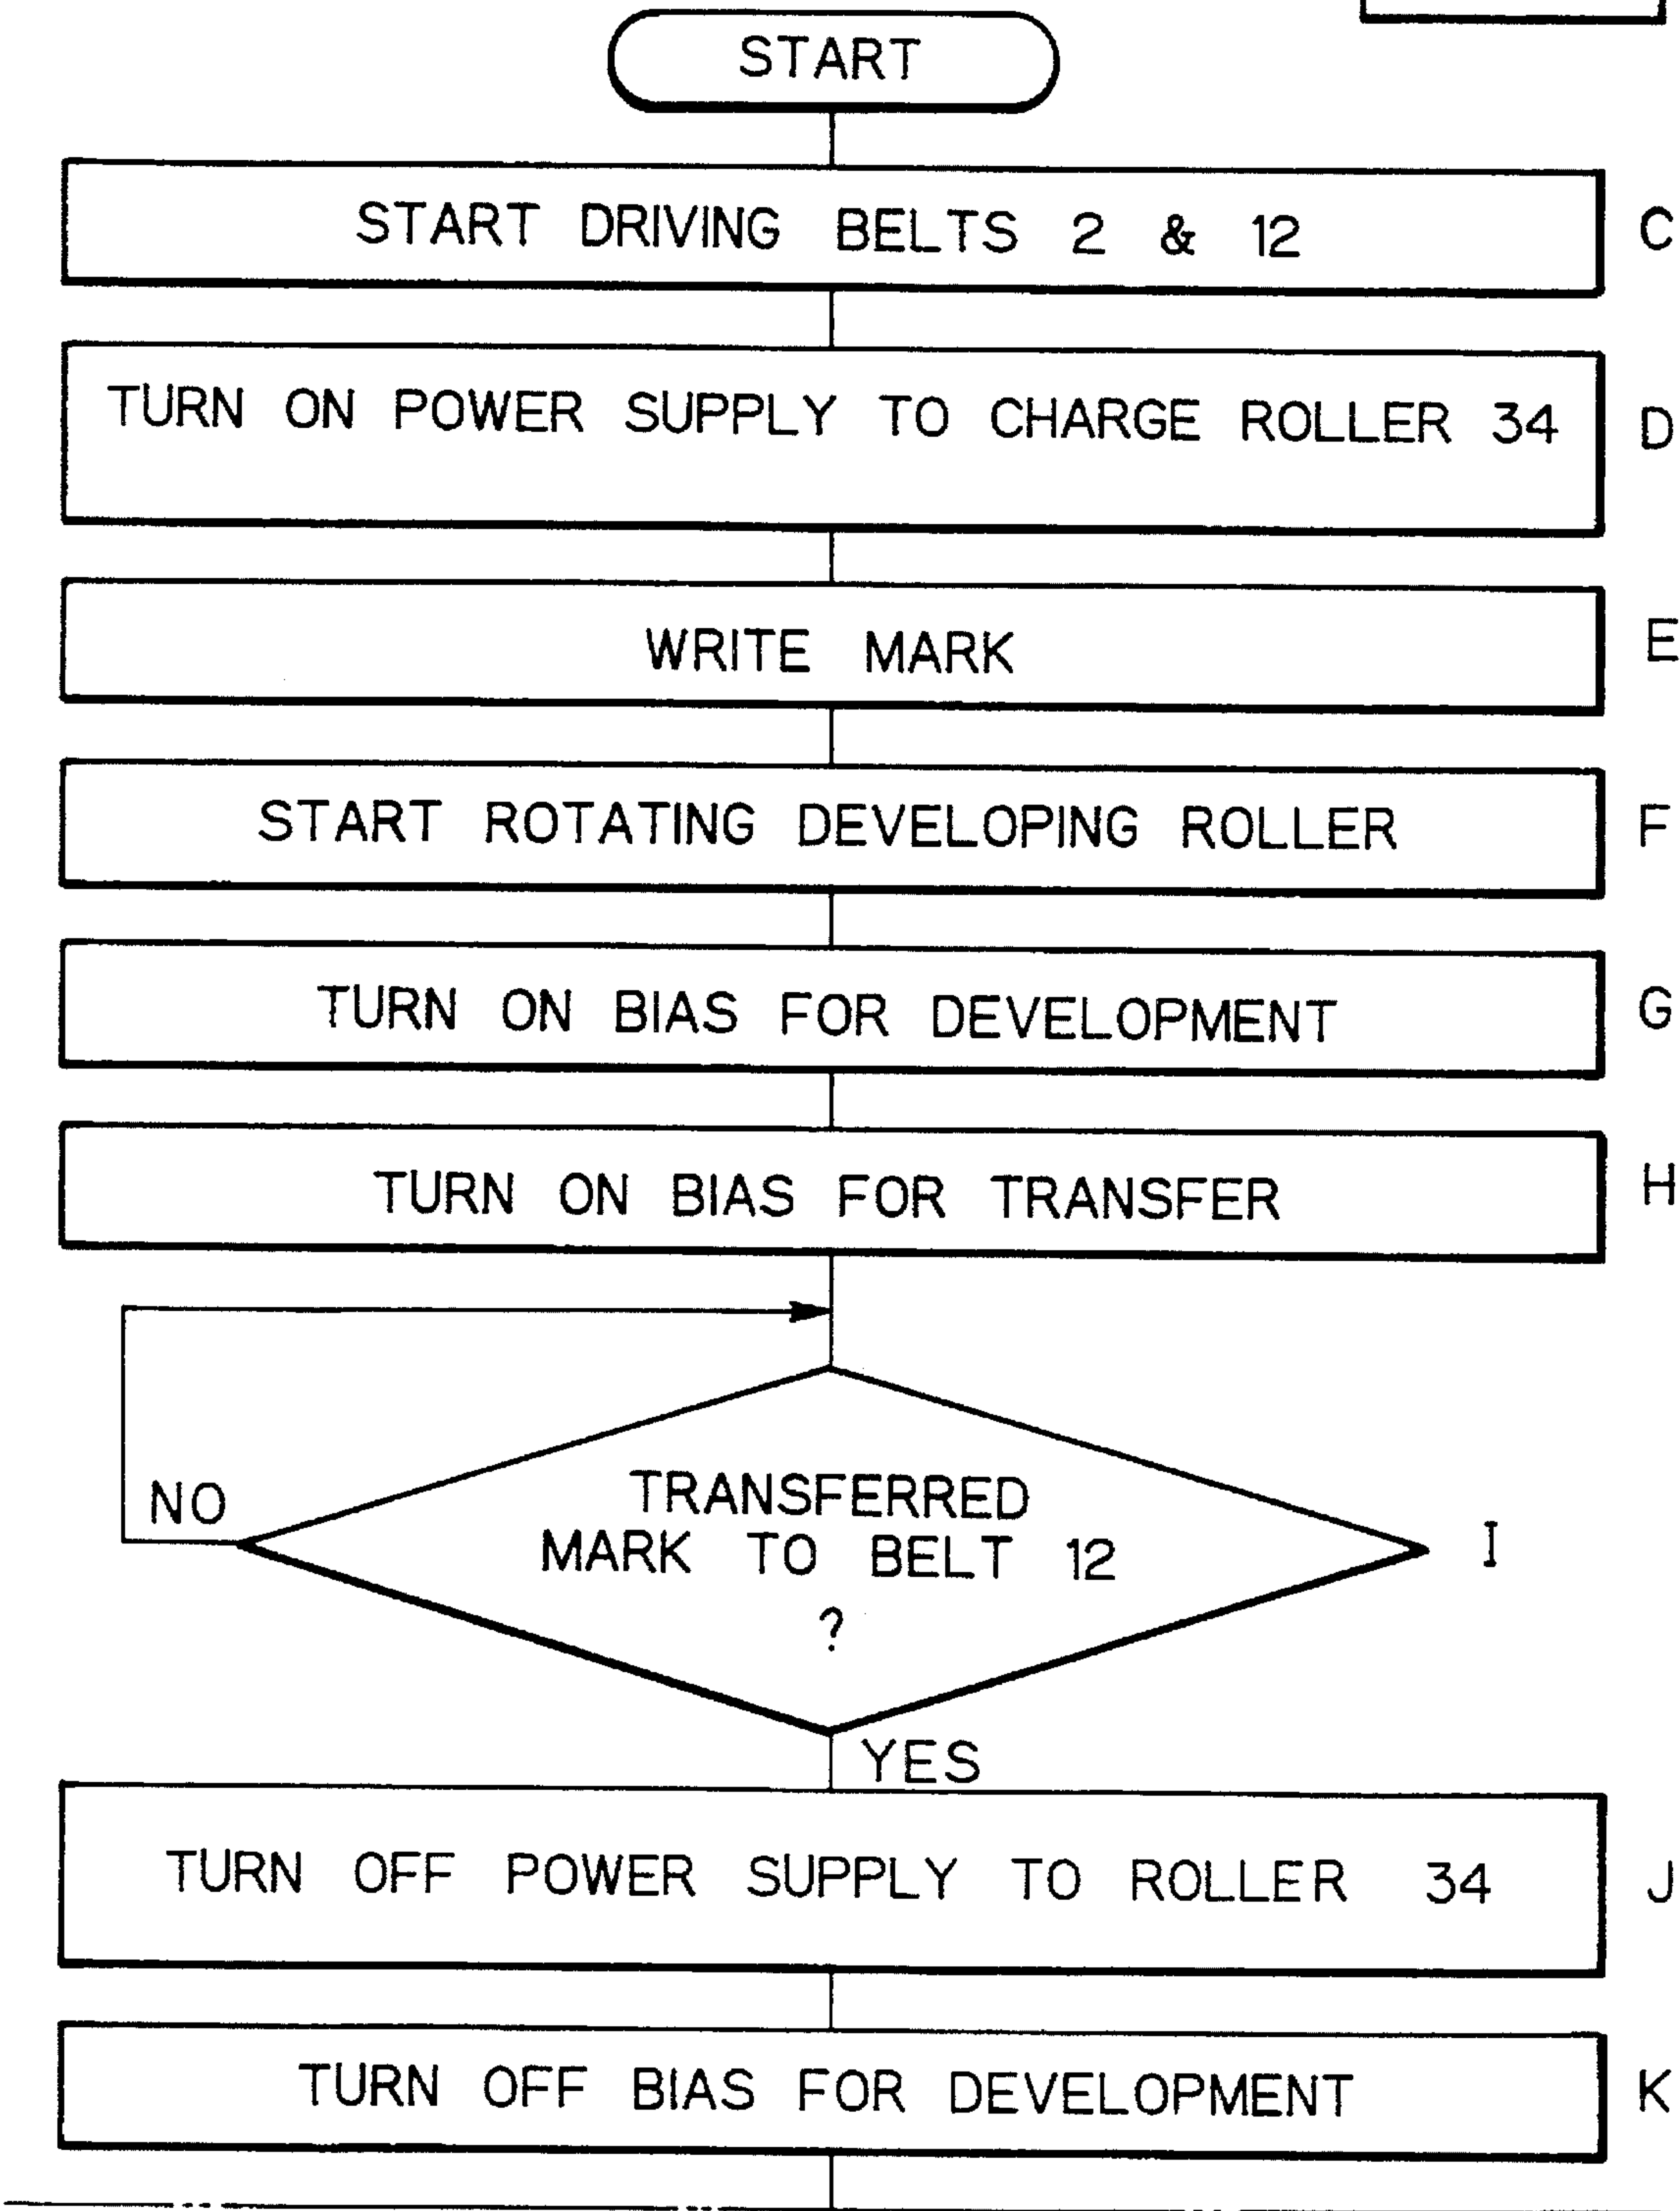 START
START DRIVING BELTS 2 & 12 C
TURN ON POWER SUPPLY TO CHARGE ROLLER 34 D
WRITE MARK E
START ROTATING DEVELOPING ROLLER F
TURN ON BIAS FOR DEVELOPMENT G
TURN ON BIAS FOR TRANSFER H
NO
TRANSFERRED
MARK TO BELT 12 I
?
YES
TURN OFF POWER SUPPLY TO ROLLER 34 J
TURN OFF BIAS FOR DEVELOPMENT K